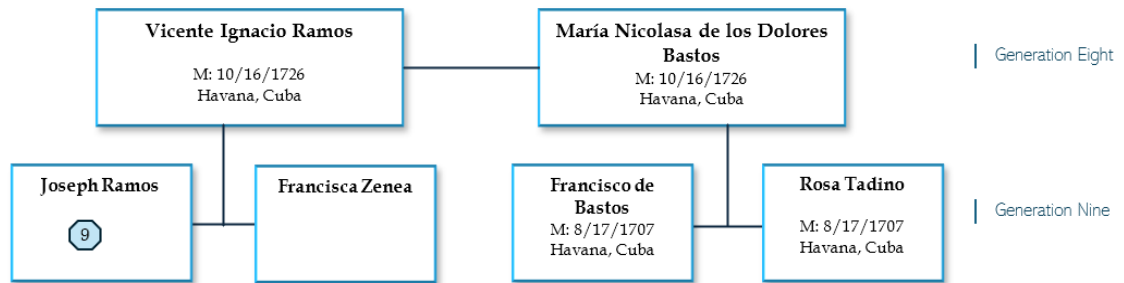 Vicente Ignacio Ramos
M: 10/16/1726
Havana, Cuba
María Nicolasa de los Dolores
Bastos
M: 10/16/1726
Havana, Cuba
Generation Eight
Joseph Ramos
9
Francisca Zenea
Francisco de
Bastos
M: 8/17/1707
Havana, Cuba
Rosa Tadino
M: 8/17/1707
Havana, Cuba
Generation Nine